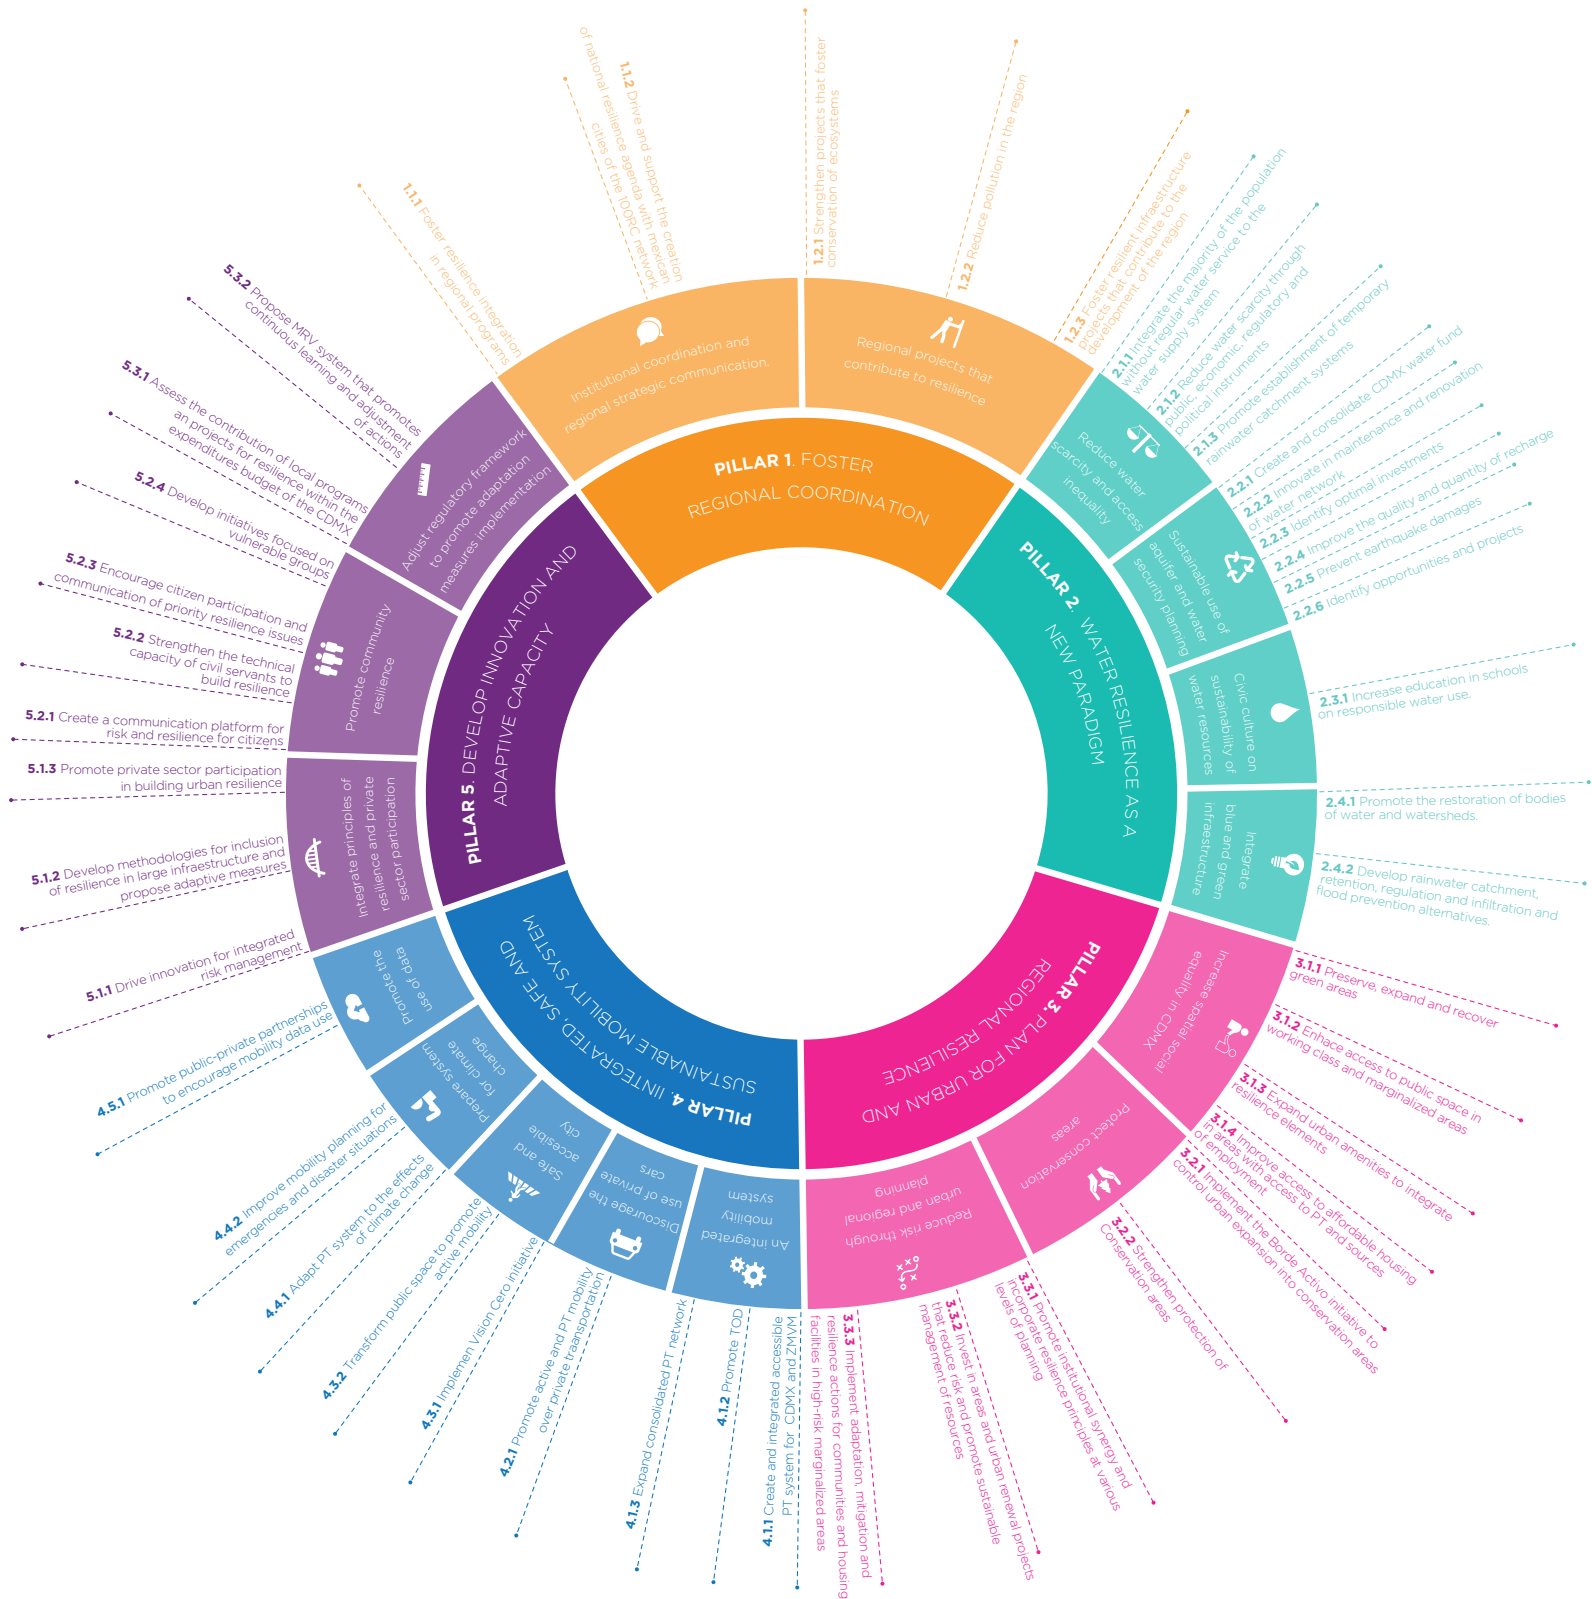 PILLAR 1. FOSTER
REGIONAL COORDINATION
Institutional coordination and
regional strategic communication.
1.1.1 Foster resilience integration
in regional programs
1.1.2 Drive and support the creation
of national resilience agenda with mexican
cities of the 100RC network
Regional projects that
contribute to resilience
1.2.1 Strengthen projects that foster
conservation of ecosystems
1.2.2 Reduce pollution in the region
1.2.3 Foster resilient infraestructure
projects that contribute to the
development of the region
PILLAR 2. WATER RESILIENCE AS A
NEW PARADIGM
Reduce water
scarcity and access
inequality
2.1.1 Integrate the majority of the population
without regular water service to the
water supply system
2.1.2 Reduce water scarcity through
public, economic, regulatory and
political instruments
2.1.3 Promote establishment of temporary
rainwater catchment systems
Sustainable use of
aquifer and water
security planning
2.2.1 Create and consolidate CDMX water fund
2.2.2 Innovate in maintenance and renovation
of water network
2.2.3 Identify optimal investments
2.2.4 Improve the quality and quantity of recharge
2.2.5 Prevent earthquake damages
2.2.6 Identify opportunities and projects
Civic culture on
sustainability of
water resources
2.3.1 Increase education in schools
on responsible water use.
Integrate
blue and green
infraestructure
2.4.1 Promote the restoration of bodies
of water and watersheds.
2.4.2 Develop rainwater catchment,
retention, regulation and infiltration and
flood prevention alternatives.
PILLAR 3. PLAN FOR URBAN AND
REGIONAL RESILIENCE
Increase spatial social
equality in CDMX
3.1.1 Preserve, expand and recover
green areas
3.1.2 Enhace access to public space in
working class and marginalized areas
3.1.3 Expand urban amenities to integrate
resilience elements
3.1.4 Improve access to affordable housing
in areas with access to PT and sources
of employment
Protect conservation
areas
3.2.1 Implement the Borde Activo initiative to
control urban expansion into conservation areas
3.2.2 Strengthen protection of
Conservation areas
Reduce risk through
urban and regional
planning
3.3.1 Promote institutional synergy and
incorporate resilience principles at various
levels of planning
3.3.2 Invest in areas and urban renewal projects
that reduce risk and promote sustainable
management of resources
3.3.3 Implement adaptation, mitigation and
resilience actions for communities and housing
facilities in high-risk marginalized areas
PILLAR 4. IINTEGRATED, SAFE AND
SUSTAINABLE MOBILITY SYSTEM
An integrated
mobility
system
4.1.1 Create and integrated accessible
PT system for CDMX and ZMVM
4.1.2 Promote TOD
4.1.3 Expand consolidated PT network
Discourage the
use of private
cars
4.2.1 Promote active and PT mobility
over private traansportation
Safe and
accesible
city
4.3.1 Implemen Vision Cero initiative
4.3.2 Transform public space to promote
active mobility
Prepare system
for climate
change
4.4.1 Adapt PT system to the effects
of climate change
4.4.2 Improve mobility planning for
emergencies and disaster situations
Promote the
use of data
4.5.1 Promote public-private partnerships
to encourage mobility data use
PILLAR 5. DEVELOP INNOVATION AND
ADAPTIVE CAPACITY
Integrate principles of
resilience and private
sector participation
5.1.1 Drive innovation for integrated
risk management
5.1.2 Develop methodologies for inclusion
of resilience in large infraestructure and
propose adaptive measures
5.1.3 Promote private sector participation
in building urban resilience
Promote community
resilience
5.2.1 Create a communication platform for
risk and resilience for citizens
5.2.2 Strengthen the technical
capacity of civil servants to
build resilience
5.2.3 Encourage citizen participation and
communication of priority resilience issues
5.2.4 Develop initiatives focused on
vulnerable groups
Adjust regulatory framework
to promote adaptation
measures implementation
5.3.1 Assess the contribution of local programs
an projects for resilience within the
expenditures budget of the CDMX
5.3.2 Propose MRV system that promotes
continuous learning and adjustment
of actions